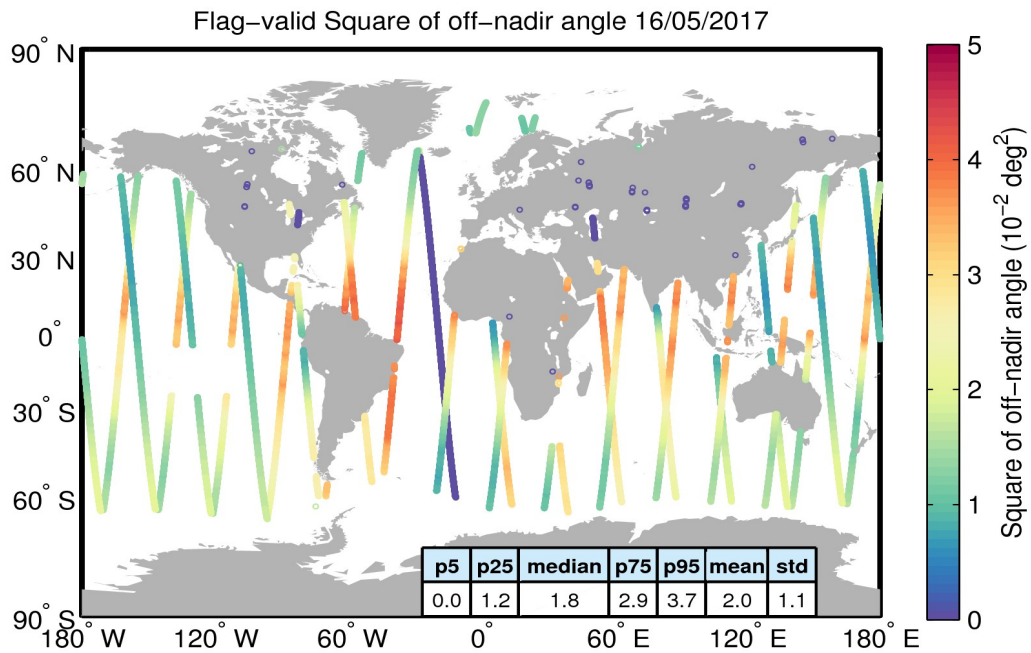 Flag−valid Square of off−nadir angle 16/05/2017
90° N
60° N
30° N
0°
30° S
60° S
90° S
180° W
120° W
60° W
0°
60° E
120° E
180° E
p5 p25 median p75 p95 mean std
0.0 1.2 1.8 2.9 3.7 2.0 1.1
5
4
3
2
1
0
Square of off−nadir angle (10⁻² deg²)